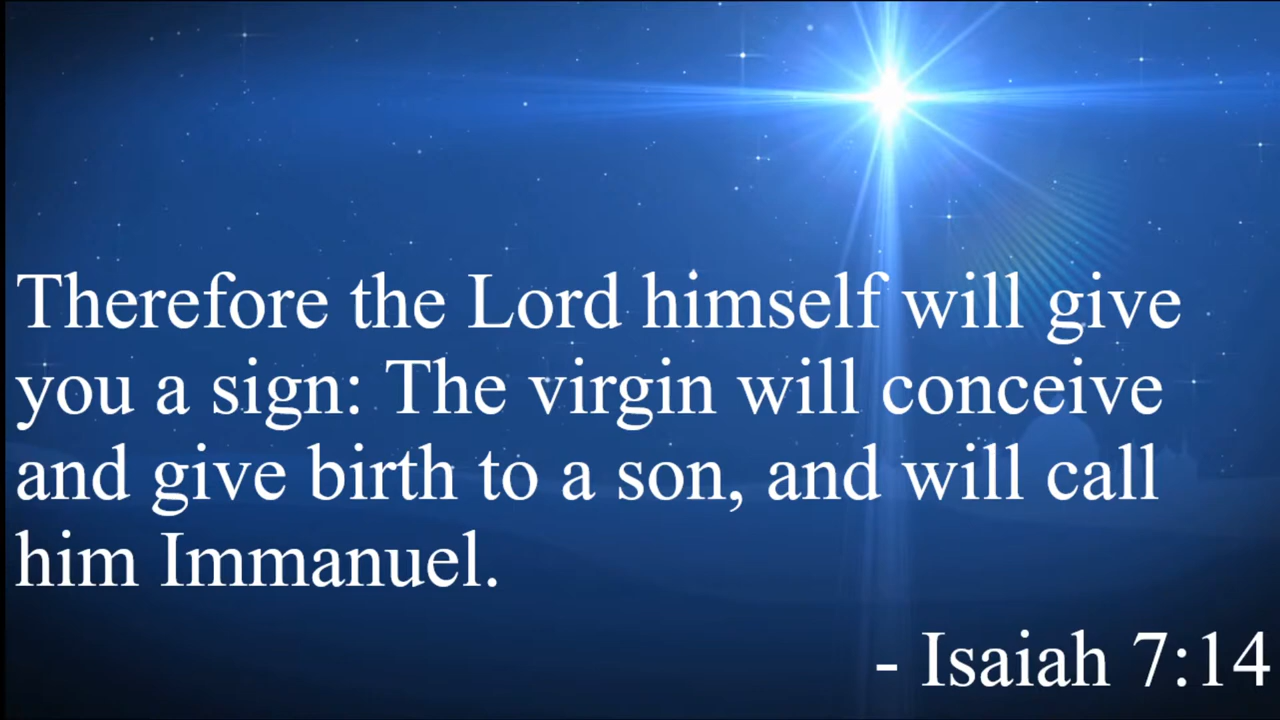 Therefore the Lord himself will give
you a sign: The virgin will conceive
and give birth to a son, and will call
him Immanuel.
- Isaiah 7:14